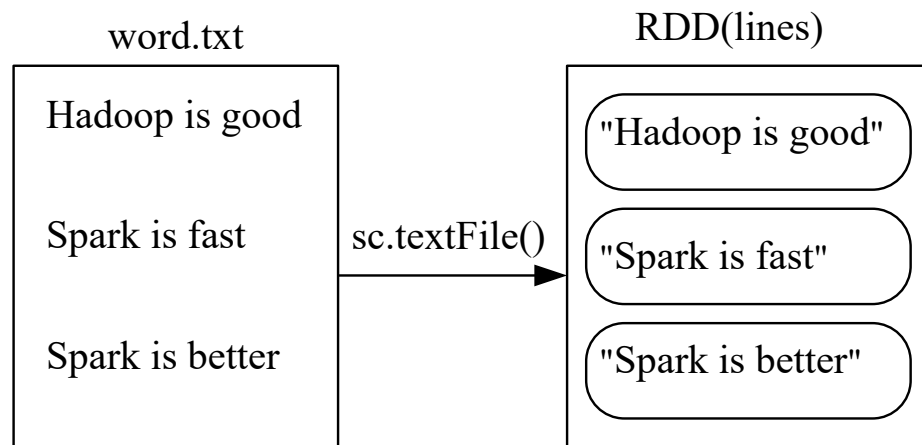 word.txt
Hadoop is good
Spark is fast
Spark is better
sc.textFile()
RDD(lines)
"Hadoop is good"
"Spark is fast"
"Spark is better"